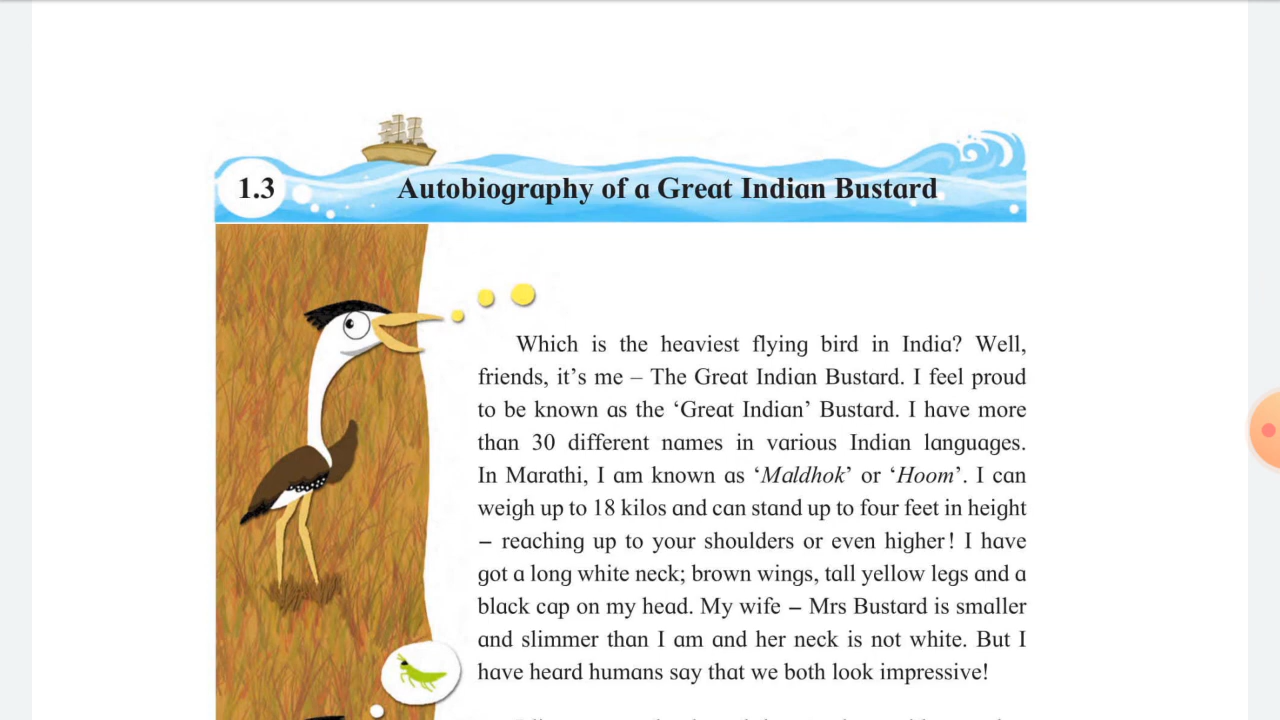 1.3
Autobiography of a Great Indian Bustard
Which is the heaviest flying bird in India? Well,
friends, it’s me – The Great Indian Bustard. I feel proud
to be known as the ‘Great Indian’ Bustard. I have more
than 30 different names in various Indian languages.
In Marathi, I am known as ‘Maldhok’ or ‘Hoom’. I can
weigh up to 18 kilos and can stand up to four feet in height
– reaching up to your shoulders or even higher! I have
got a long white neck; brown wings, tall yellow legs and a
black cap on my head. My wife – Mrs Bustard is smaller
and slimmer than I am and her neck is not white. But I
have heard humans say that we both look impressive!